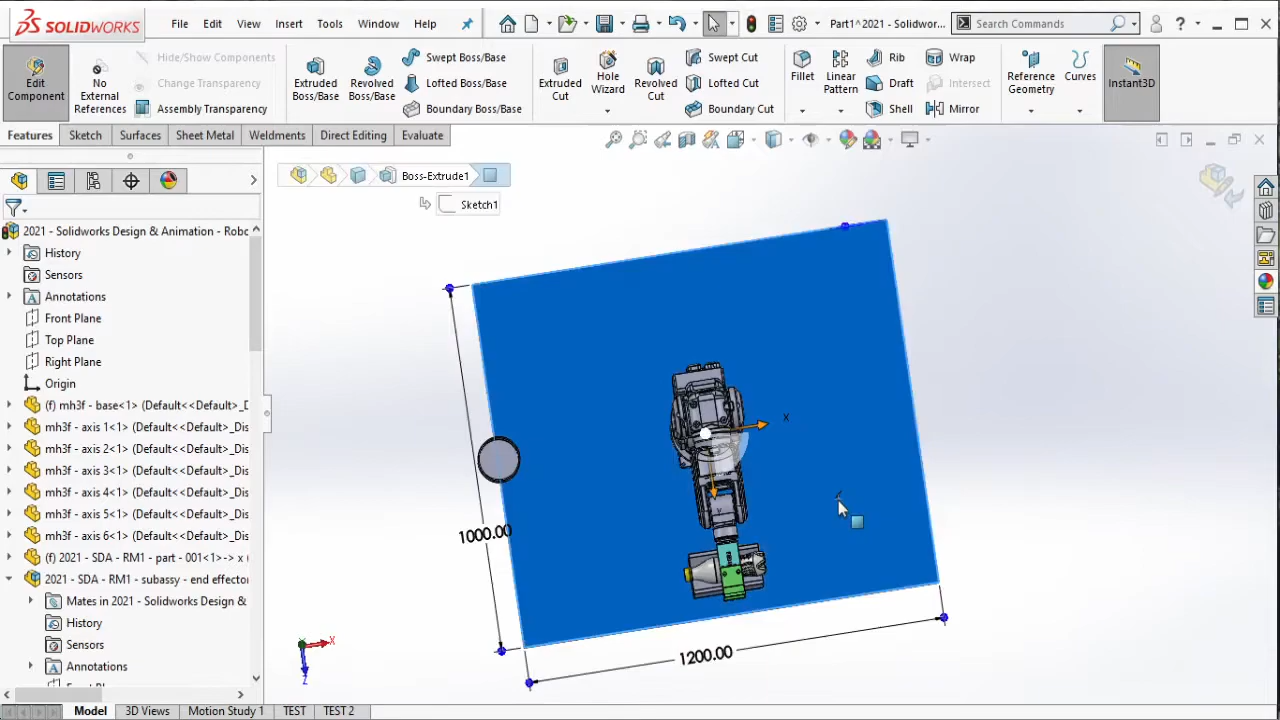 SOLIDWORKS
File Edit View Insert Tools Window Help
Part1^2021 - Solidwor...
Search Commands
Edit Component
No External References
Hide/Show Components
Change Transparency
Assembly Transparency
Extruded Boss/Base
Revolved Boss/Base
Swept Boss/Base
Lofted Boss/Base
Boundary Boss/Base
Extruded Cut
Hole Wizard
Revolved Cut
Swept Cut
Lofted Cut
Boundary Cut
Fillet
Linear Pattern
Rib
Draft
Shell
Wrap
Intersect
Mirror
Reference Geometry
Curves
Instant3D
Features Sketch Surfaces Sheet Metal Weldments Direct Editing Evaluate
Boss-Extrude1
Sketch1
2021 - Solidworks Design & Animation - Robo
History
Sensors
Annotations
Front Plane
Top Plane
Right Plane
Origin
(f) mh3f - base<1> (Default<<Default>_D
mh3f - axis 1<1> (Default<<Default>_Dis
mh3f - axis 2<1> (Default<<Default>_Dis
mh3f - axis 3<1> (Default<<Default>_Dis
mh3f - axis 4<1> (Default<<Default>_Dis
mh3f - axis 5<1> (Default<<Default>_Dis
mh3f - axis 6<1> (Default<<Default>_Dis
(f) 2021 - SDA - RM1 - part - 001<1>-> x (
2021 - SDA - RM1 - subassy - end effector
Mates in 2021 - Solidworks Design &
History
Sensors
Annotations
1000.00
1200.00
X
Y
X
Z
Model 3D Views Motion Study 1 TEST TEST 2